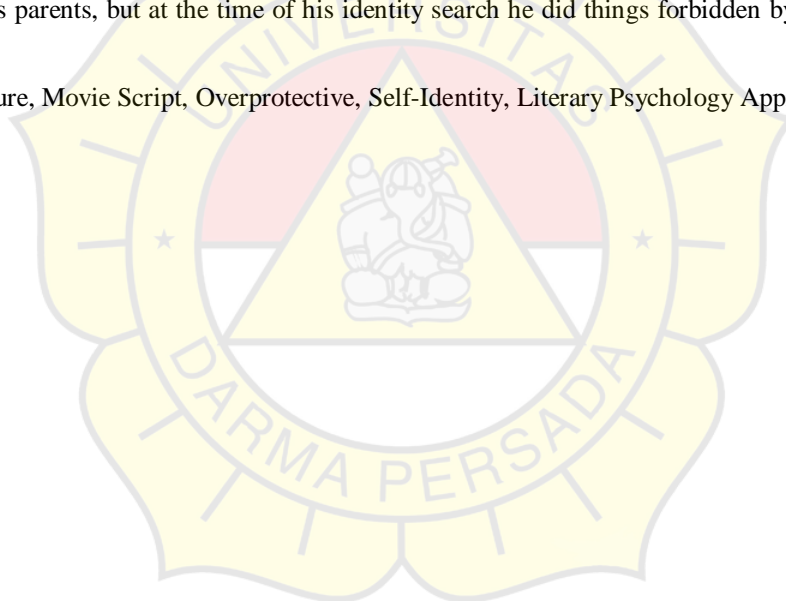 s parents, but at the time of his identity search he did things forbidden by
ure, Movie Script, Overprotective, Self-Identity, Literary Psychology App
UNIVERSITAS
DARMA PERSADA